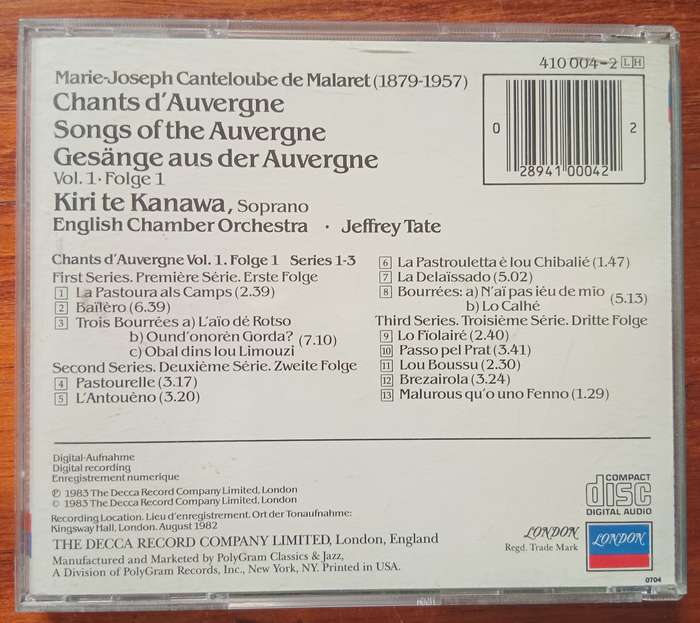 410 004-2 LH
Marie-Joseph Canteloube de Malaret (1879-1957)
Chants d'Auvergne
Songs of the Auvergne
Gesänge aus der Auvergne
Vol. 1 · Folge 1
Kiri te Kanawa, Soprano
English Chamber Orchestra · Jeffrey Tate
0 28941 00042 2
Chants d'Auvergne Vol. 1. Folge 1 Series 1-3
First Series. Première Série. Erste Folge
1 La Pastoura als Camps (2.39)
2 Baïlèro (6.39)
3 Trois Bourrées a) L'aïo dé Rotso
b) Ound'onorèn Gorda? (7.10)
c) Obal dins lou Limouzi
Second Series. Deuxième Série. Zweite Folge
4 Pastourelle (3.17)
5 L'Antouèno (3.20)
6 La Pastrouletta è lou Chibalié (1.47)
7 La Delaïssado (5.02)
8 Bourrées: a) N'aï pas iéu de mïo (5.13)
b) Lo Calhé
Third Series. Troisième Série. Dritte Folge
9 Lo Fïolairé (2.40)
10 Passo pel Prat (3.41)
11 Lou Boussu (2.30)
12 Brezairola (3.24)
13 Malurous qu'o uno Fenno (1.29)
Digital-Aufnahme
Digital recording
Enregistrement numerique
℗ 1983 The Decca Record Company Limited, London
© 1983 The Decca Record Company Limited, London
Recording Location. Lieu d'enregistrement. Ort der Tonaufnahme:
Kingsway Hall, London. August 1982
THE DECCA RECORD COMPANY LIMITED, London, England
Manufactured and Marketed by PolyGram Classics & Jazz,
A Division of PolyGram Records, Inc., New York, NY. Printed in USA.
COMPACT
disc
DIGITAL AUDIO
LONDON
Regd. Trade Mark
LONDON
0704